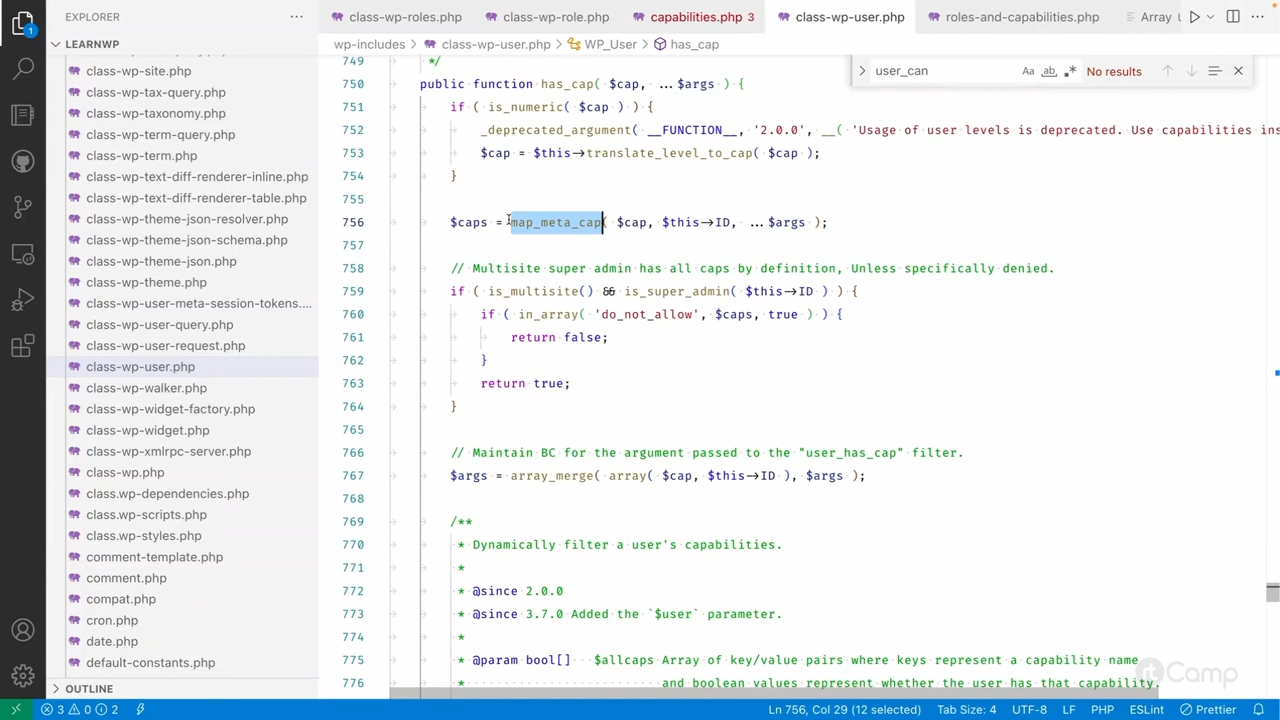 EXPLORER
LEARNWP
class-wp-site.php
class-wp-tax-query.php
class-wp-taxonomy.php
class-wp-term-query.php
class-wp-term.php
class-wp-text-diff-renderer-inline.php
class-wp-text-diff-renderer-table.php
class-wp-theme-json-resolver.php
class-wp-theme-json-schema.php
class-wp-theme-json.php
class-wp-theme.php
class-wp-user-meta-session-tokens....
class-wp-user-query.php
class-wp-user-request.php
class-wp-user.php
class-wp-walker.php
class-wp-widget-factory.php
class-wp-widget.php
class-wp-xmlrpc-server.php
class-wp.php
class.wp-dependencies.php
class.wp-scripts.php
class.wp-styles.php
comment-template.php
comment.php
compat.php
cron.php
date.php
default-constants.php
OUTLINE
class-wp-roles.php class-wp-role.php capabilities.php 3 class-wp-user.php roles-and-capabilities.php Array
wp-includes > class-wp-user.php > WP_User > has_cap
user_can Aa ab No results
749 */
750 public function has_cap( $cap, ...$args ) {
751 if ( is_numeric( $cap ) ) {
752 _deprecated_argument( __FUNCTION__, '2.0.0', __( 'Usage of user levels is deprecated. Use capabilities ins
753 $cap = $this->translate_level_to_cap( $cap );
754 }
755
756 $caps = map_meta_cap( $cap, $this->ID, ...$args );
757
758 // Multisite super admin has all caps by definition, Unless specifically denied.
759 if ( is_multisite() && is_super_admin( $this->ID ) ) {
760 if ( in_array( 'do_not_allow', $caps, true ) ) {
761 return false;
762 }
763 return true;
764 }
765
766 // Maintain BC for the argument passed to the "user_has_cap" filter.
767 $args = array_merge( array( $cap, $this->ID ), $args );
768
769 /**
770 * Dynamically filter a user's capabilities.
771 *
772 * @since 2.0.0
773 * @since 3.7.0 Added the `$user` parameter.
774 *
775 * @param bool[] $allcaps Array of key/value pairs where keys represent a capability name
776 * and boolean values represent whether the user has that capability.
rtCamp
3 0 2 Ln 756, Col 29 (12 selected) Tab Size: 4 UTF-8 LF PHP ESLint Prettier